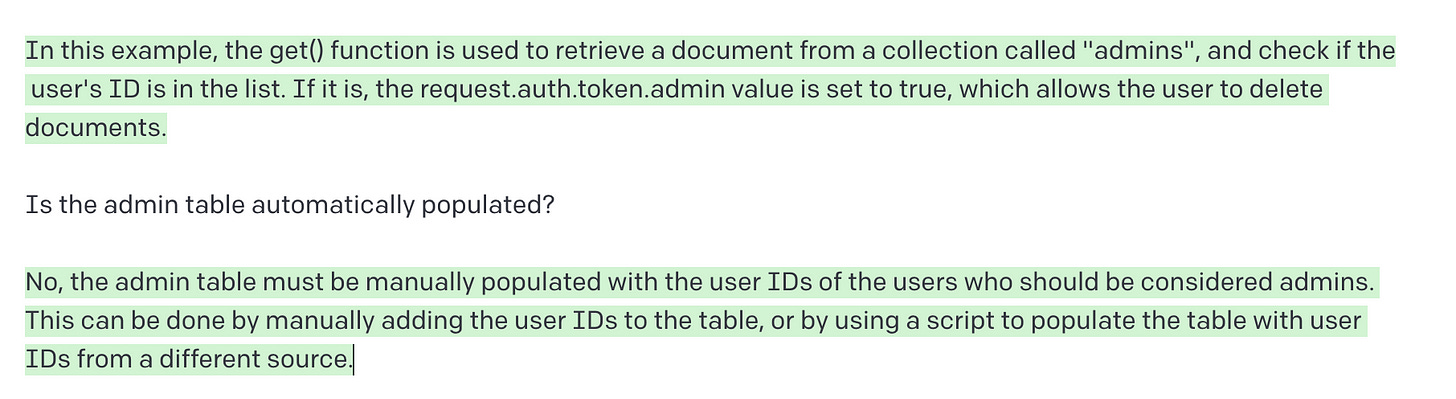 In this example, the get() function is used to retrieve a document from a collection called "admins", and check if the
user's ID is in the list. If it is, the request.auth.token.admin value is set to true, which allows the user to delete
documents.
Is the admin table automatically populated?
No, the admin table must be manually populated with the user IDs of the users who should be considered admins.
This can be done by manually adding the user IDs to the table, or by using a script to populate the table with user
IDs from a different source.